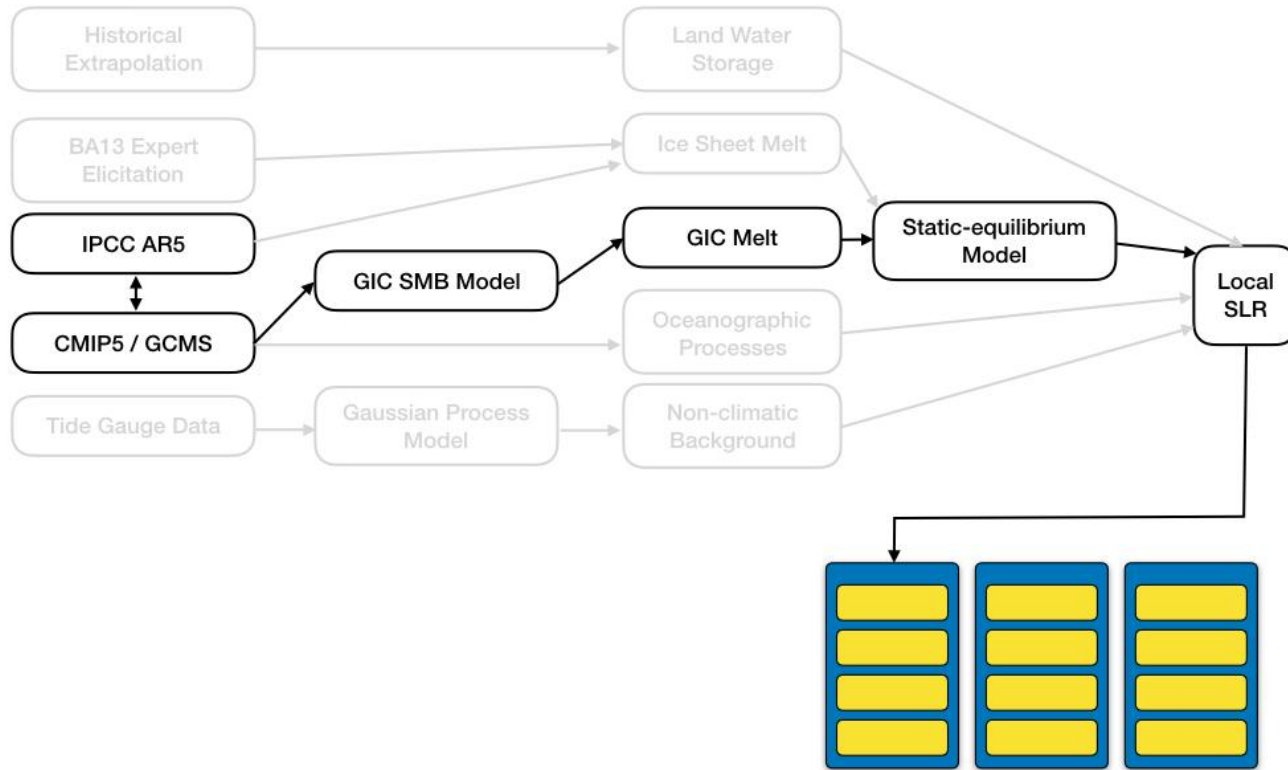 Historical
Extrapolation
Land Water
Storage
BA13 Expert
Elicitation
Ice Sheet Melt
IPCC AR5
GIC SMB Model
GIC Melt
Static-equilibrium
Model
Local
SLR
CMIP5 / GCMS
Oceanographic
Processes
Tide Gauge Data
Gaussian Process
Model
Non-climatic
Background